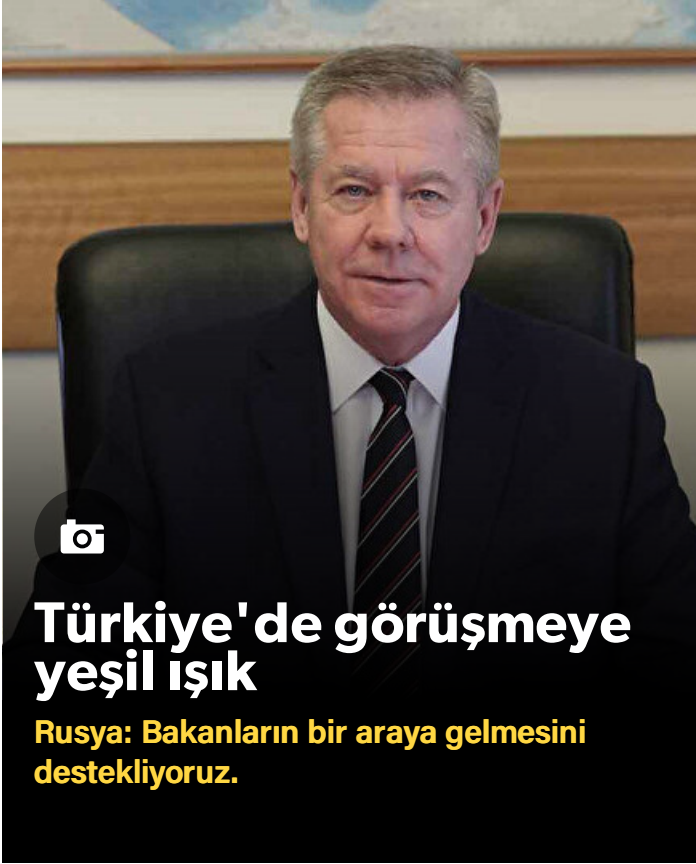 Türkiye'de görüşmeye
yeşil ışık
Rusya: Bakanların bir araya gelmesini
destekliyoruz.